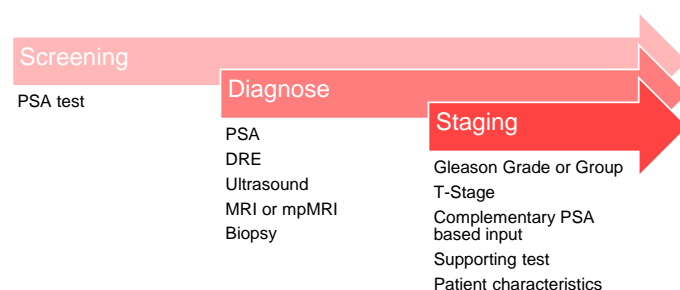 Screening
PSA test
Diagnose
PSA
DRE
Ultrasound
MRI or mpMRI
Biopsy
Staging
Gleason Grade or Group
T-Stage
Complementary PSA
based input
Supporting test
Patient characteristics